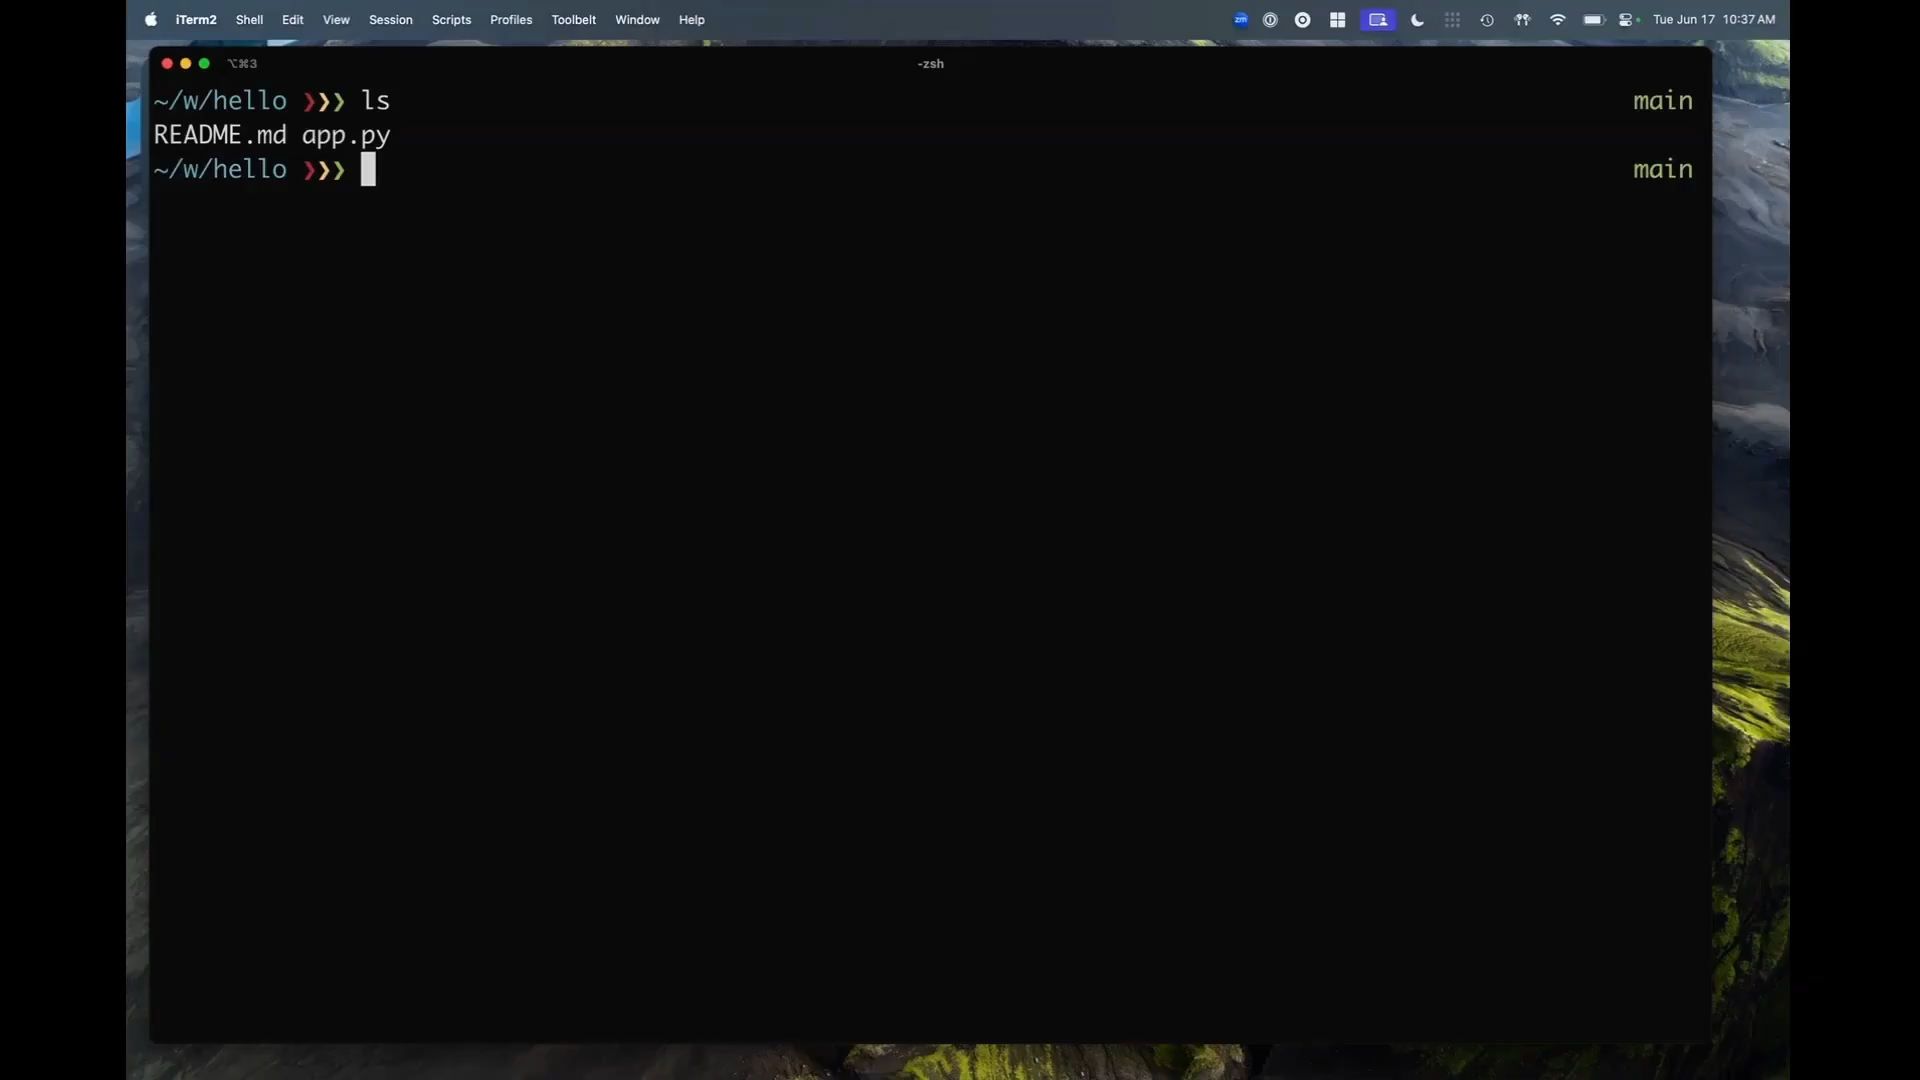 iTerm2 Shell Edit View Session Scripts Profiles Toolbelt Window Help zm Tue Jun 17 10:37 AM
⌥⌘3 -zsh
~/w/hello ❯❯❯ ls main
README.md app.py
~/w/hello ❯❯❯ main